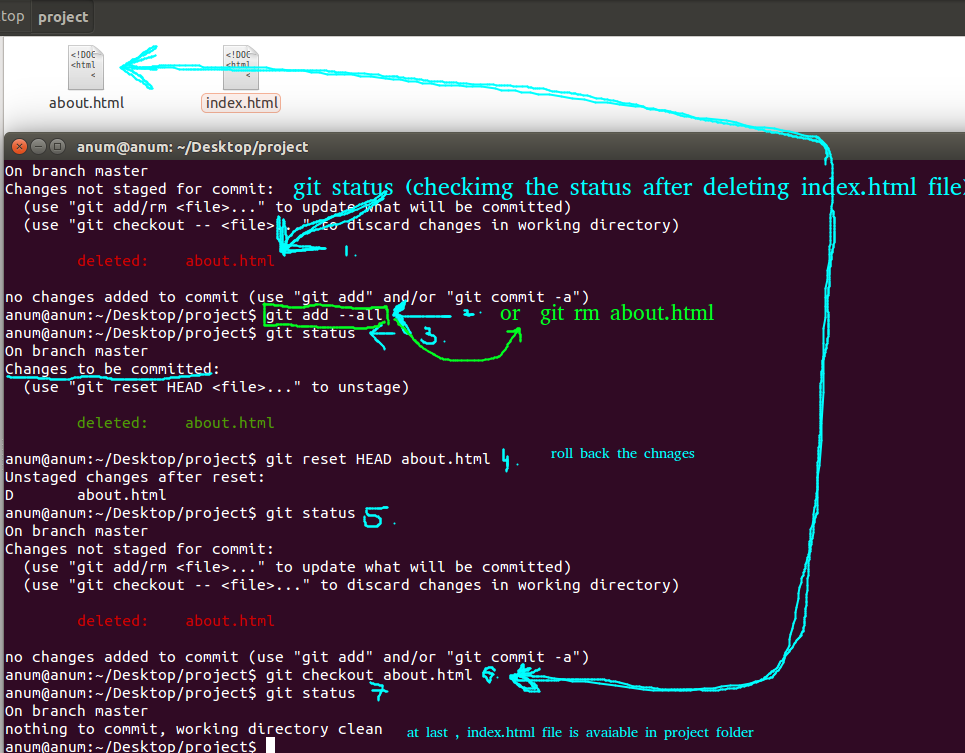 top project
<!DOC
<html
<
<!DOC
<html
<
about.html index.html
anum@anum: ~/Desktop/project
On branch master
Changes not staged for commit: git status (checkimg the status after deleting index.html file)
(use "git add/rm <file>..." to update what will be committed)
(use "git checkout -- <file>..." to discard changes in working directory)
deleted: about.html 1.
no changes added to commit (use "git add" and/or "git commit -a")
anum@anum:~/Desktop/project$ git add --all 2. or git rm about.html
anum@anum:~/Desktop/project$ git status 3.
On branch master
Changes to be committed:
(use "git reset HEAD <file>..." to unstage)
deleted: about.html
anum@anum:~/Desktop/project$ git reset HEAD about.html 4. roll back the chnages
Unstaged changes after reset:
D about.html
anum@anum:~/Desktop/project$ git status 5.
On branch master
Changes not staged for commit:
(use "git add/rm <file>..." to update what will be committed)
(use "git checkout -- <file>..." to discard changes in working directory)
deleted: about.html
no changes added to commit (use "git add" and/or "git commit -a")
anum@anum:~/Desktop/project$ git checkout about.html 6.
anum@anum:~/Desktop/project$ git status 7
On branch master
nothing to commit, working directory clean at last , index.html file is avaiable in project folder
anum@anum:~/Desktop/project$